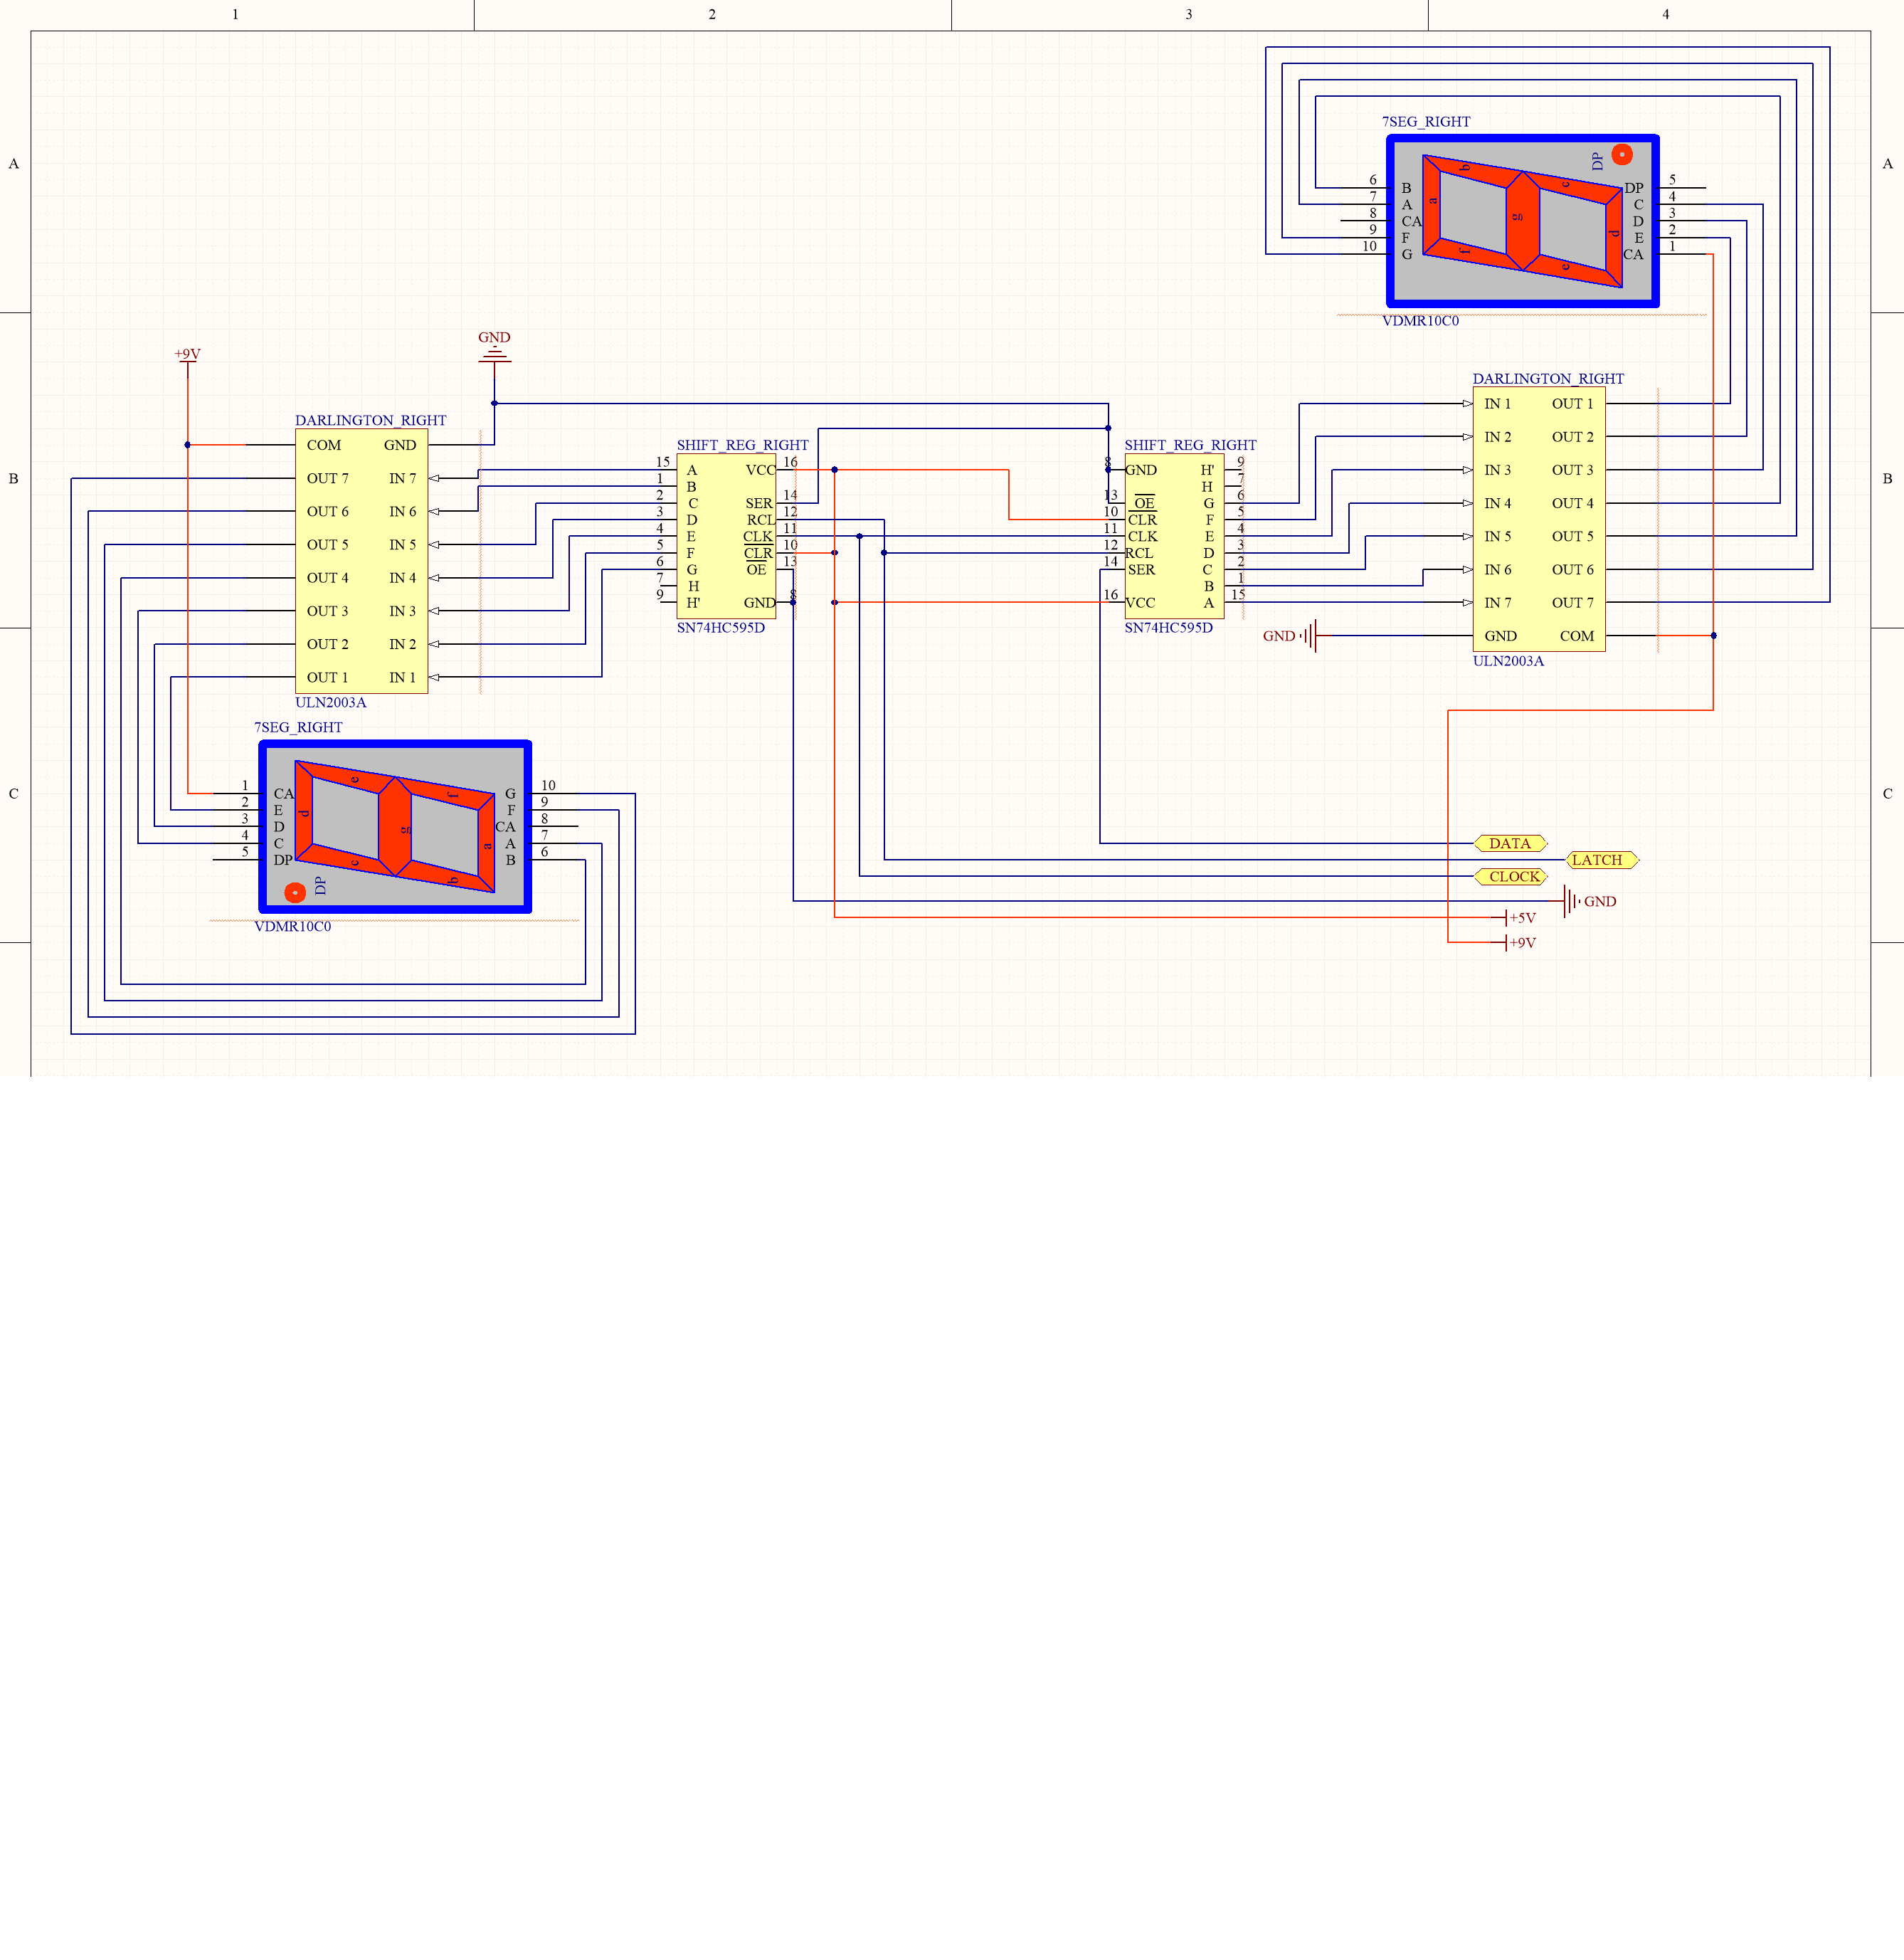 1 2 3 4
A A
B B
C C
7SEG_RIGHT
6 B
7 A
8 CA
9 F
10 G
DP 5
C 4
D 3
E 2
CA 1
a b c d e f g DP
VDMR10C0
+9V
GND
DARLINGTON_RIGHT
COM GND
OUT 7 IN 7
OUT 6 IN 6
OUT 5 IN 5
OUT 4 IN 4
OUT 3 IN 3
OUT 2 IN 2
OUT 1 IN 1
ULN2003A
SHIFT_REG_RIGHT
15 A VCC 16
1 B
2 C SER 14
3 D RCL 12
4 E CLK 11
5 F CLR 10
6 G OE 13
7 H
9 H' GND 8
SN74HC595D
SHIFT_REG_RIGHT
8 GND H' 9
H 7
13 OE G 6
10 CLR F 5
11 CLK E 4
12 RCL D 3
14 SER C 2
B 1
16 VCC A 15
SN74HC595D
DARLINGTON_RIGHT
IN 1 OUT 1
IN 2 OUT 2
IN 3 OUT 3
IN 4 OUT 4
IN 5 OUT 5
IN 6 OUT 6
IN 7 OUT 7
GND GND COM
ULN2003A
7SEG_RIGHT
1 CA G 10
2 E F 9
3 D CA 8
4 C A 7
5 DP B 6
d e f g c b a DP
VDMR10C0
DATA
LATCH
CLOCK
GND
+5V
+9V